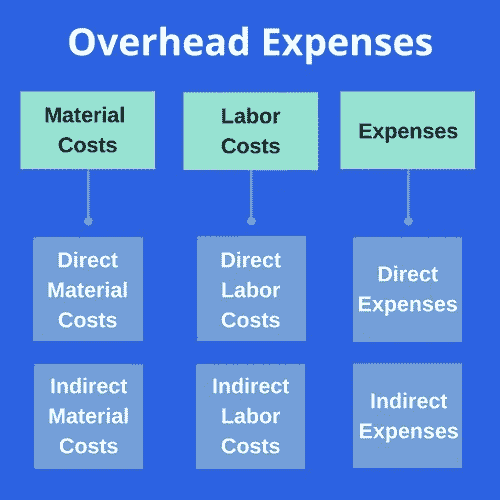 Overhead Expenses
Material
Costs
Labor
Costs
Expenses
Direct
Material
Costs
Direct
Labor
Costs
Direct
Expenses
Indirect
Material
Costs
Indirect
Labor
Costs
Indirect
Expenses